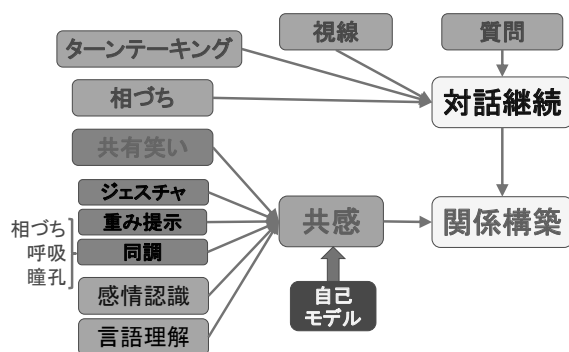 視線
質問
ターンテーキング
相づち
対話継続
共有笑い
ジェスチャ
重み提示
同調
相づち
呼吸
瞳孔
共感
関係構築
感情認識
自己
モデル
言語理解